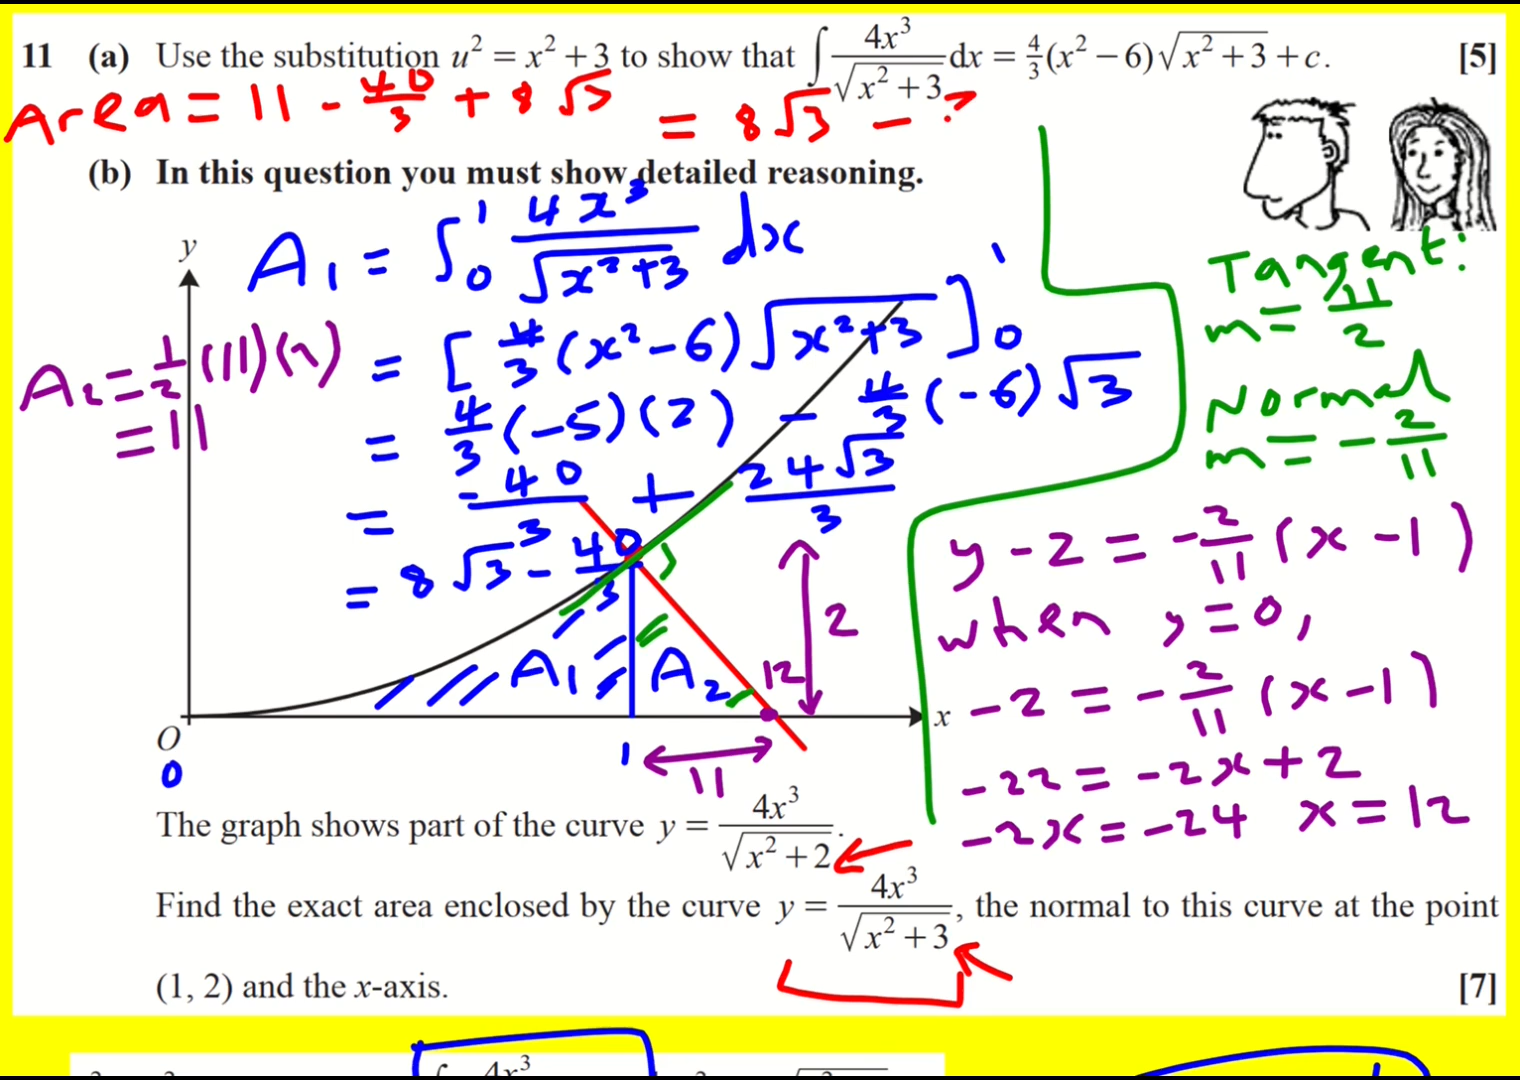 11 (a) Use the substitution u² = x² + 3 to show that ∫ 4x³/√(x² + 3) dx = 4/3(x² − 6)√(x² + 3) + c. [5]
Area = 11 - 40/3 + 8√3 = 8√3 - ?
(b) In this question you must show detailed reasoning.
y
A₁ = ∫₀¹ 4x³/√(x²+3) dx
= [4/3(x²-6)√(x²+3)]₀¹
= 4/3(-5)(2) - 4/3(-6)√3
= -40/3 + 24√3/3
= 8√3 - 40/3
A₂ = 1/2(11)(2)
= 11
Tangent:
m = 11/2
Normal
m = -2/11
y - 2 = -2/11(x - 1)
when y = 0,
-2 = -2/11(x - 1)
-22 = -2x + 2
-2x = -24 x = 12
A₁ A₂ 12 2
O x
0 1 11
The graph shows part of the curve y = 4x³/√(x² + 2).
Find the exact area enclosed by the curve y = 4x³/√(x² + 3), the normal to this curve at the point
(1, 2) and the x-axis. [7]
4x³